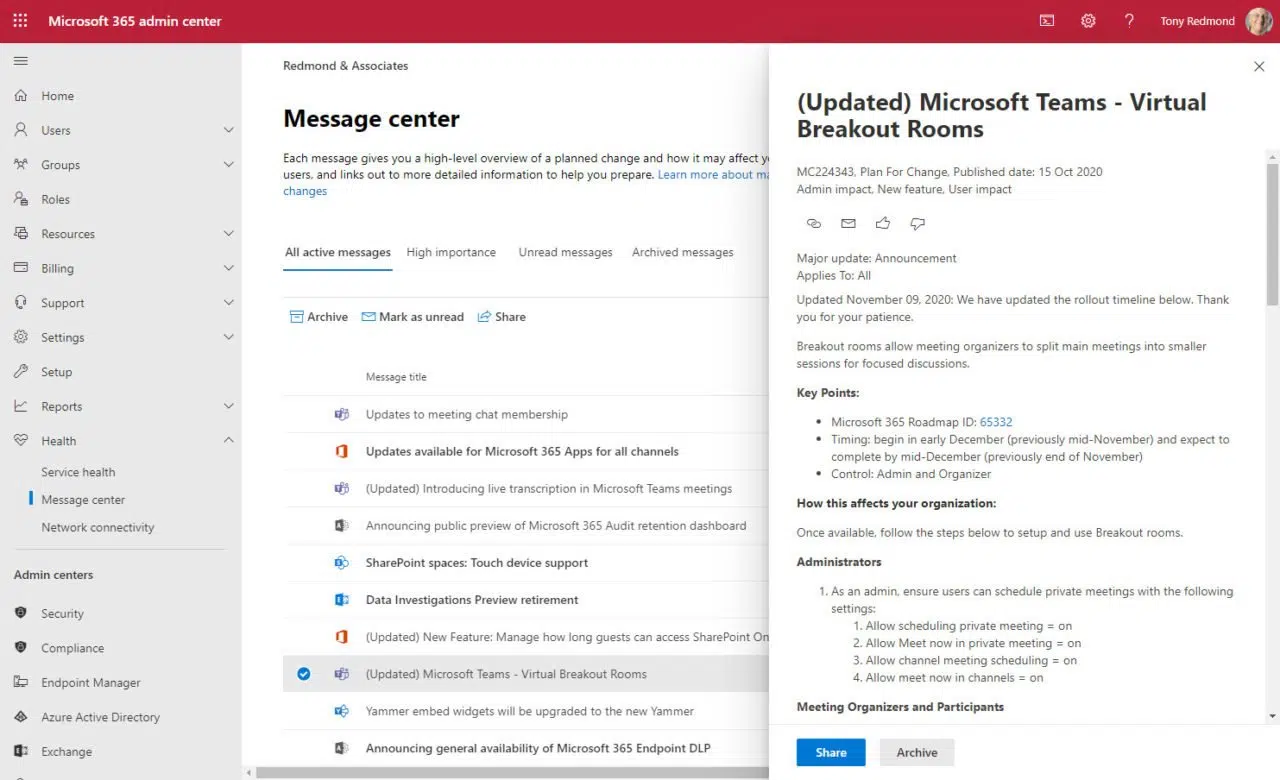 Microsoft 365 admin center
Tony Redmond
Home
Users
Groups
Roles
Resources
Billing
Support
Settings
Setup
Reports
Health
Service health
Message center
Network connectivity
Admin centers
Security
Compliance
Endpoint Manager
Azure Active Directory
Exchange
Redmond & Associates
Message center
Each message gives you a high-level overview of a planned change and how it may affect
users, and links out to more detailed information to help you prepare. Learn more about
changes
All active messages
High importance
Unread messages
Archived messages
Archive
Mark as unread
Share
Message title
Updates to meeting chat membership
Updates available for Microsoft 365 Apps for all channels
(Updated) Introducing live transcription in Microsoft Teams meetings
Announcing public preview of Microsoft 365 Audit retention dashboard
SharePoint spaces: Touch device support
Data Investigations Preview retirement
(Updated) New Feature: Manage how long guests can access SharePoint On
(Updated) Microsoft Teams - Virtual Breakout Rooms
Yammer embed widgets will be upgraded to the new Yammer
Announcing general availability of Microsoft 365 Endpoint DLP
(Updated) Microsoft Teams - Virtual
Breakout Rooms
MC224343, Plan For Change, Published date: 15 Oct 2020
Admin impact, New feature, User impact
Major update: Announcement
Applies To: All
Updated November 09, 2020: We have updated the rollout timeline below. Thank
you for your patience.
Breakout rooms allow meeting organizers to split main meetings into smaller
sessions for focused discussions.
Key Points:
• Microsoft 365 Roadmap ID: 65332
• Timing: begin in early December (previously mid-November) and expect to
complete by mid-December (previously end of November)
• Control: Admin and Organizer
How this affects your organization:
Once available, follow the steps below to setup and use Breakout rooms.
Administrators
1. As an admin, ensure users can schedule private meetings with the following
settings:
1. Allow scheduling private meeting = on
2. Allow Meet now in private meeting = on
3. Allow channel meeting scheduling = on
4. Allow meet now in channels = on
Meeting Organizers and Participants
Share
Archive